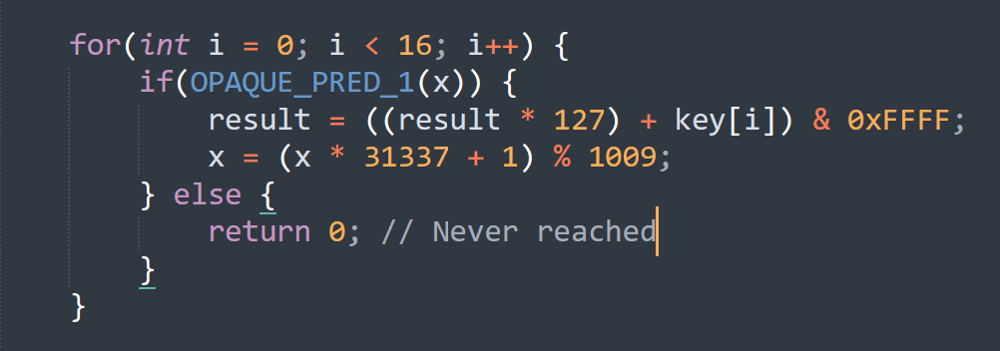 for(int i = 0; i < 16; i++) {
    if(OPAQUE_PRED_1(x)) {
        result = ((result * 127) + key[i]) & 0xFFFF;
        x = (x * 31337 + 1) % 1009;
    } else {
        return 0; // Never reached
    }
}